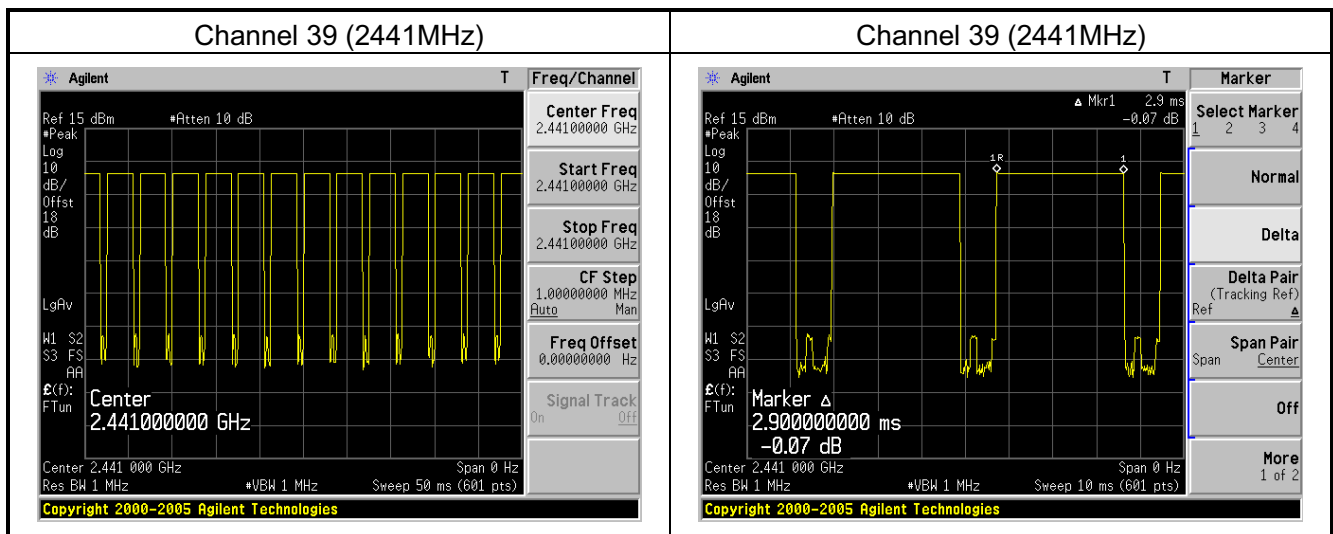 Channel 39 (2441MHz)
Agilent T
Freq/Channel
Ref 15 dBm #Atten 10 dB
#Peak
Log
10
dB/
Offst
18
dB
LgAv
W1 S2
S3 FS
AA
£(f):
FTun
Center
2.441000000 GHz
Center 2.441 000 GHz Span 0 Hz
Res BW 1 MHz #VBW 1 MHz Sweep 50 ms (601 pts)
Copyright 2000-2005 Agilent Technologies
Center Freq
2.44100000 GHz
Start Freq
2.44100000 GHz
Stop Freq
2.44100000 GHz
CF Step
1.00000000 MHz
Auto Man
Freq Offset
0.00000000 Hz
Signal Track
On Off
Channel 39 (2441MHz)
Agilent T
Marker
Δ Mkr1 2.9 ms
Ref 15 dBm #Atten 10 dB -0.07 dB
#Peak
Log
10
dB/
Offst
18
dB
1R 1
LgAv
W1 S2
S3 FS
AA
£(f):
FTun
Marker Δ
2.900000000 ms
-0.07 dB
Center 2.441 000 GHz Span 0 Hz
Res BW 1 MHz #VBW 1 MHz Sweep 10 ms (601 pts)
Copyright 2000-2005 Agilent Technologies
Select Marker
1 2 3 4
Normal
Delta
Delta Pair
(Tracking Ref)
Ref Δ
Span Pair
Span Center
Off
More
1 of 2